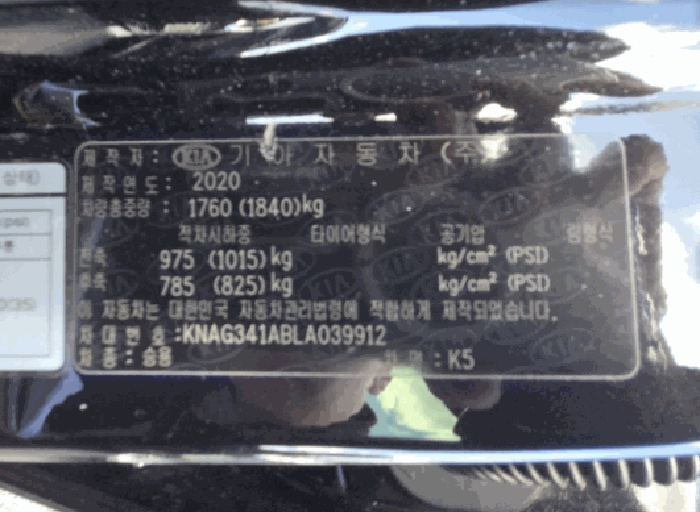 상태)
제 작 자 : KIA 기 아 자 동 차 (주)
제 작 연 도 : 2020
차량총중량 : 1760 (1840)kg
적차시하중 타이어형식 공기압 림형식
전축 975 (1015)kg kg/cm² (PSI)
후축 785 (825)kg kg/cm² (PSI)
이 자동차는 대한민국 자동차관리법령에 적합하게 제작되었습니다.
차 대 번 호 :KNAG341ABLA039912
차 종 : 승용 차 명 : K5